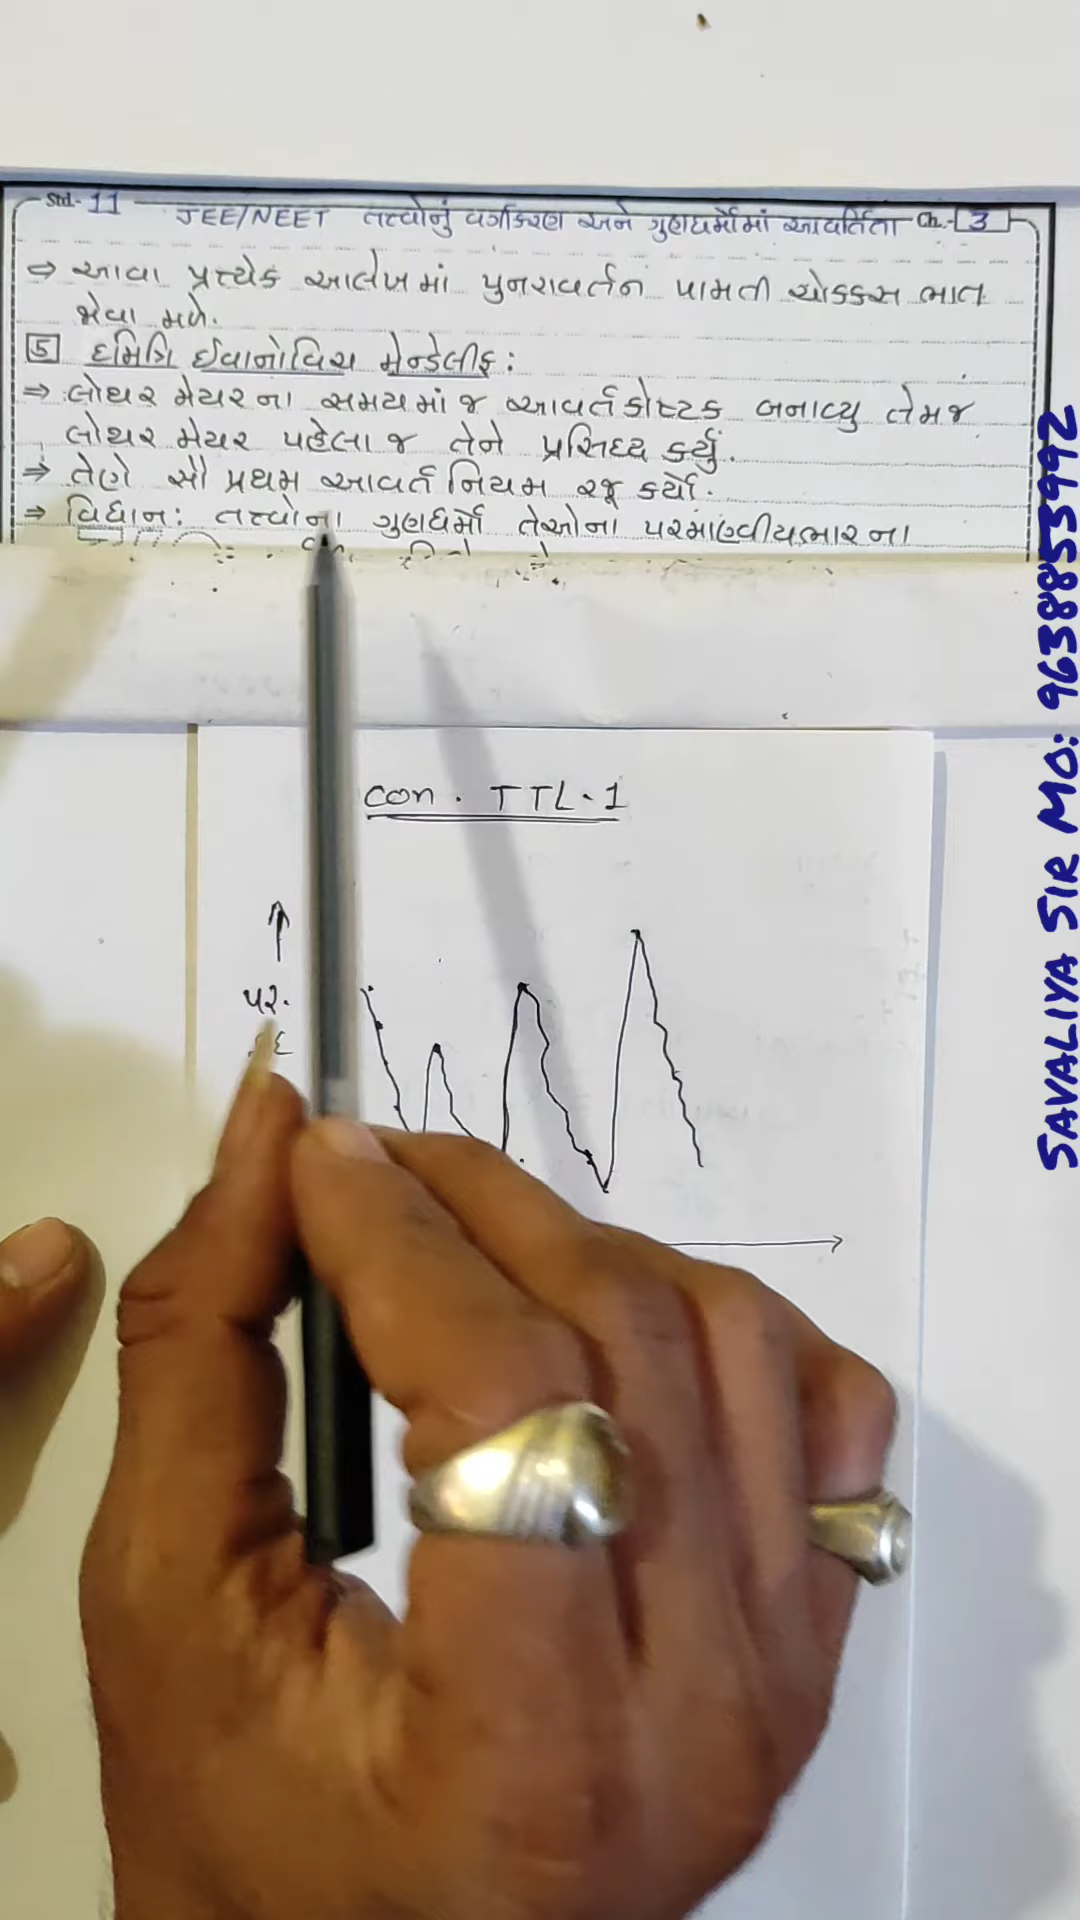 Std.-11 JEE/NEET તત્ત્વોનું વર્ગીકરણ અને ગુણધર્મોમાં આવર્તિતા Ch.-3
⇒ આવા પ્રત્યેક આલેખમાં પુનરાવર્તન પામતી ચોક્કસ ભાત
જોવા મળે.
5 દમિત્રિ ઈવાનોવિચ મેન્ડેલીફ :
⇒ લોથર મેયરના સમયમાં જ આવર્તકોષ્ટક બનાવ્યુ તેમજ
લોથર મેયર પહેલા જ તેને પ્રસિધ્ધ કર્યું.
⇒ તેણે સૌ પ્રથમ આવર્ત નિયમ રજૂ કર્યો.
⇒ વિધાન: તત્ત્વોના ગુણધર્મો તેઓના પરમાણ્વીયભારના
con. TTL-1
પર.
SAVALIYA SIR MO: 9638853992